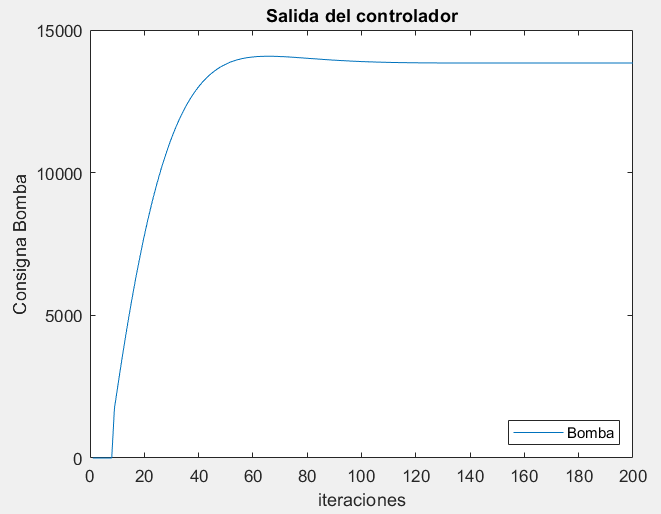 Salida del controlador
15000
10000
5000
0
Consigna Bomba
Bomba
0 20 40 60 80 100 120 140 160 180 200
iteraciones